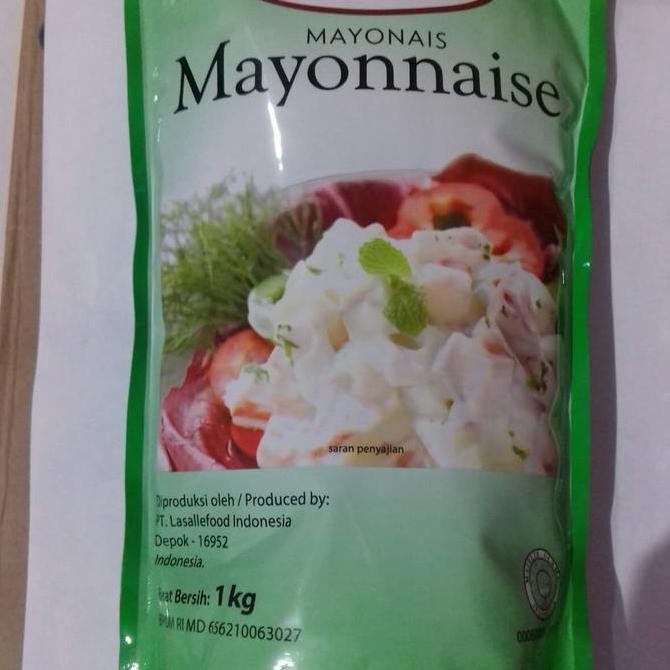 MAYONAIS
Mayonnaise
saran penyajian
Diproduksi oleh / Produced by:
PT. Lasallefood Indonesia
Depok - 16952
Indonesia.
Berat Bersih: 1kg
BPOM RI MD 656210063027